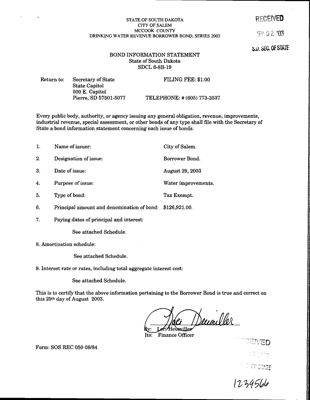 STATE OF SOUTH DAKOTA
CITY OF SALEM
MCCOOK COUNTY
DRINKING WATER REVENUE BORROWER BOND, SERIES 2003
RECEIVED
SEP 02 '03
S.D. SEC. OF STATE
BOND INFORMATION STATEMENT
State of South Dakota
SDCL 6-8B-19
Return to: Secretary of State FILING FEE: $1.00
State Capitol
500 E. Capitol
Pierre, SD 57501-5077 TELEPHONE: # (605) 773-3537
Every public body, authority, or agency issuing any general obligation, revenue, improvements,
industrial revenue, special assessment, or other bonds of any type shall file with the Secretary of
State a bond information statement concerning each issue of bonds.
1. Name of issuer: City of Salem.
2. Designation of issue: Borrower Bond.
3. Date of issue: August 29, 2003
4. Purpose of issue: Water improvements.
5. Type of bond: Tax Exempt.
6. Principal amount and denomination of bond: $126,921.00.
7. Paying dates of principal and interest:
See attached Schedule.
8. Amortization schedule:
See attached Schedule.
9. Interest rate or rates, including total aggregate interest cost:
See attached Schedule.
This is to certify that the above information pertaining to the Borrower Bond is true and correct on
this 29th day of August 2003.
By:
Its: Finance Officer
Form: SOS REC 050 08/84
1239566